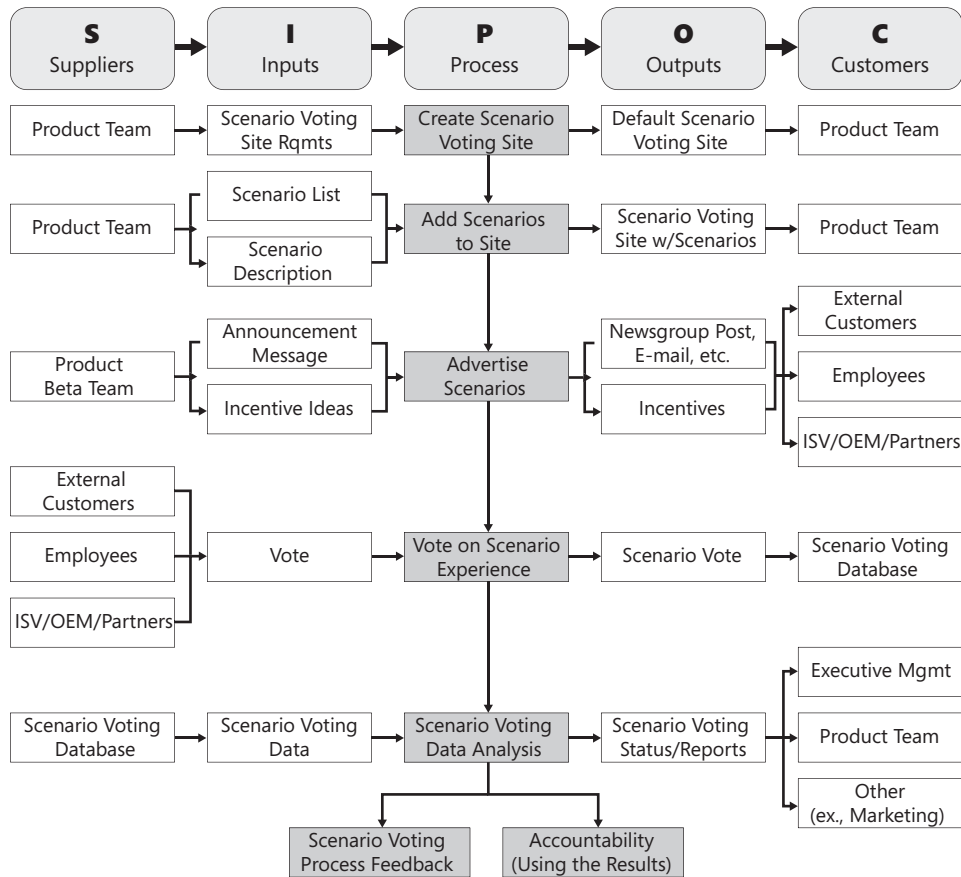 S
Suppliers
I
Inputs
P
Process
O
Outputs
C
Customers
Product Team
Scenario Voting
Site Rqmts
Create Scenario
Voting Site
Default Scenario
Voting Site
Product Team
Product Team
Scenario List
Scenario
Description
Add Scenarios
to Site
Scenario Voting
Site w/Scenarios
Product Team
Product
Beta Team
Announcement
Message
Incentive Ideas
Advertise
Scenarios
Newsgroup Post,
E-mail, etc.
Incentives
External
Customers
Employees
ISV/OEM/Partners
External
Customers
Employees
ISV/OEM/Partners
Vote
Vote on Scenario
Experience
Scenario Vote
Scenario Voting
Database
Scenario Voting
Database
Scenario Voting
Data
Scenario Voting
Data Analysis
Scenario Voting
Status/Reports
Executive Mgmt
Product Team
Other
(ex., Marketing)
Scenario Voting
Process Feedback
Accountability
(Using the Results)